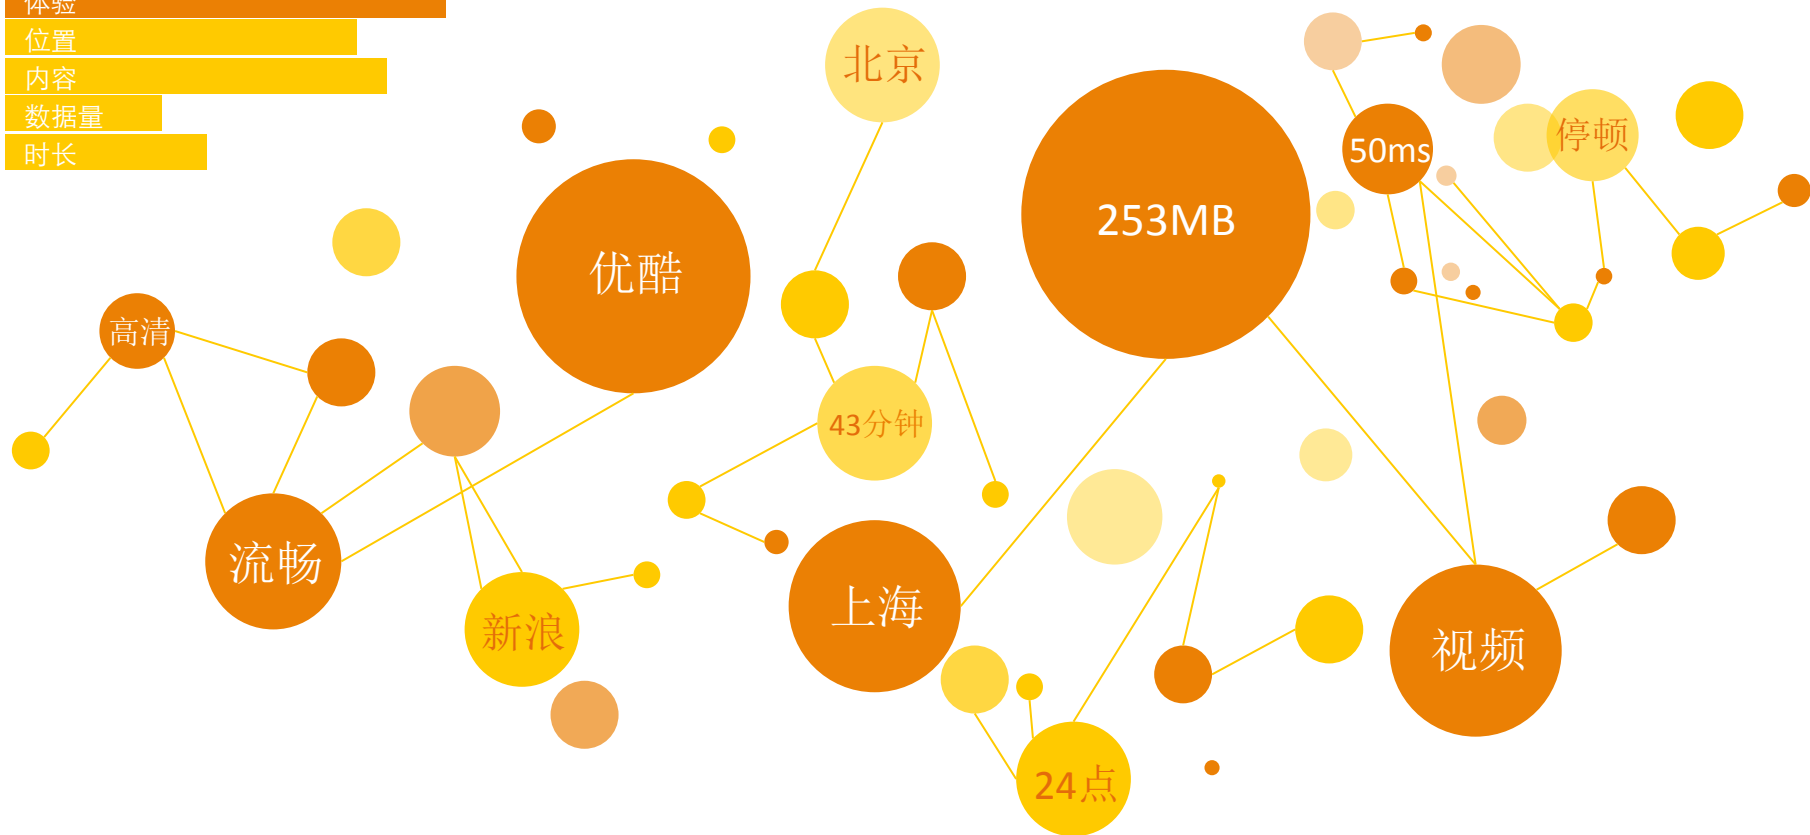 体验
位置
内容
数据量
时长
北京
50ms
停顿
253MB
优酷
高清
43分钟
流畅
新浪
上海
视频
24点